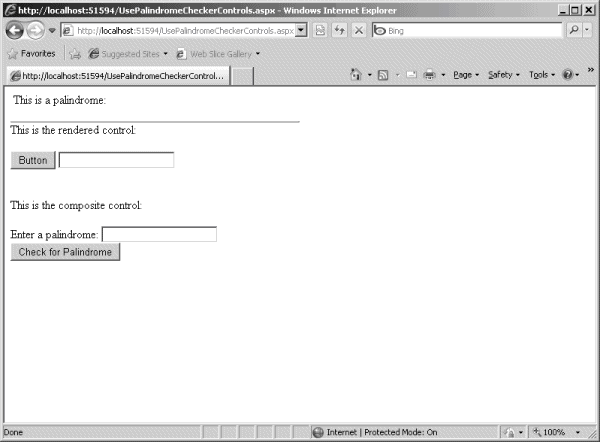 http://localhost:51594/UsePalindromeCheckerControls.aspx - Windows Internet Explorer
http://localhost:51594/UsePalindromeCheckerControls.aspx
Bing
Favorites
Suggested Sites
Web Slice Gallery
http://localhost:51594/UsePalindromeCheckerControl...
Page
Safety
Tools
This is a palindrome:
This is the rendered control:
Button
This is the composite control:
Enter a palindrome:
Check for Palindrome
Done
Internet | Protected Mode: On
100%